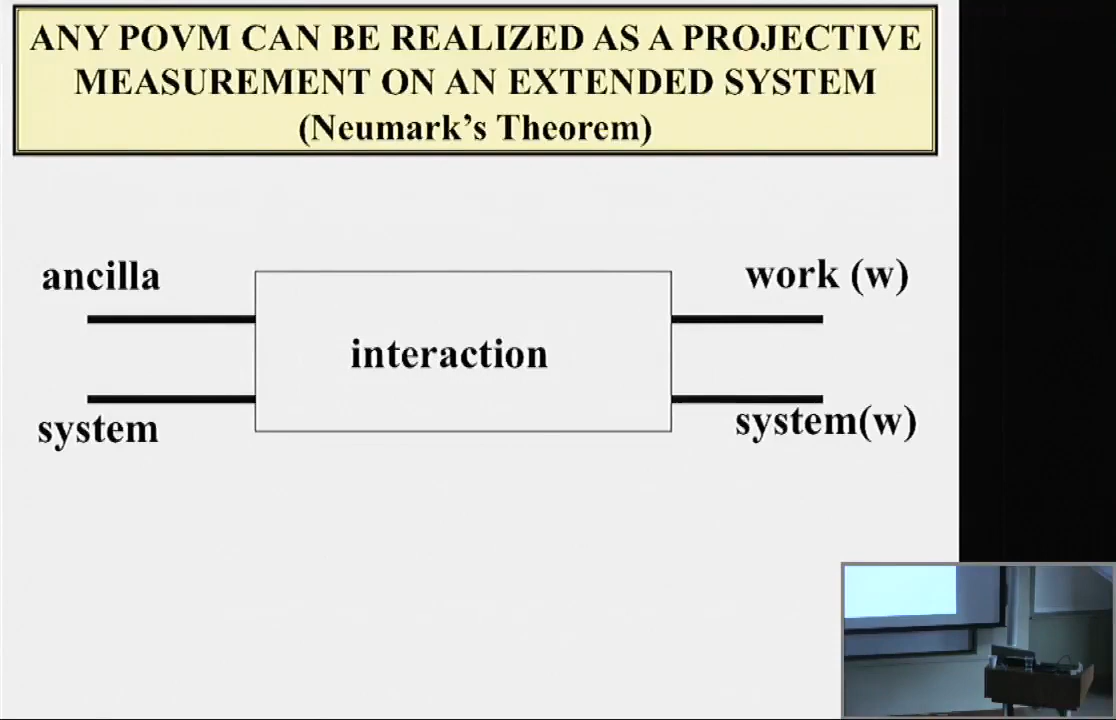 ANY POVM CAN BE REALIZED AS A PROJECTIVE
MEASUREMENT ON AN EXTENDED SYSTEM
(Neumark's Theorem)
ancilla
work (w)
interaction
system
system(w)